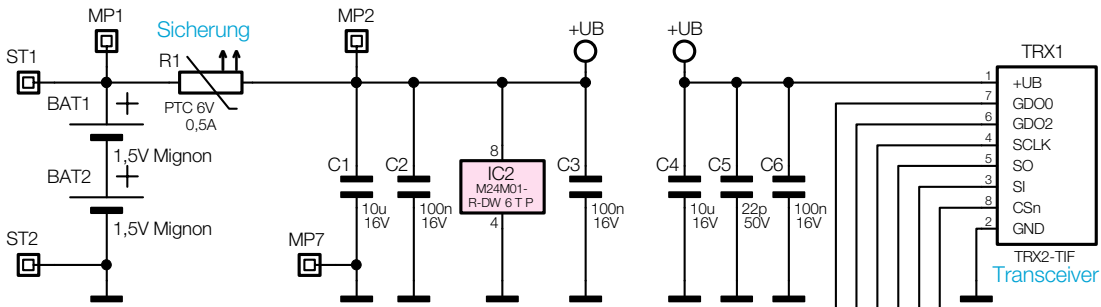 MP1
Sicherung
MP2
+UB
+UB
TRX1
ST1
R1
PTC 6V
0,5A
BAT1
+
1,5V Mignon
BAT2
+
1,5V Mignon
ST2
MP7
C1
10u
16V
C2
100n
16V
8
IC2
M24M01-
R-DW 6 T P
4
C3
100n
16V
C4
10u
16V
C5
22p
50V
C6
100n
16V
1 +UB
7 GDO0
6 GDO2
4 SCLK
5 SO
3 SI
8 CSn
2 GND
TRX2-TIF
Transceiver